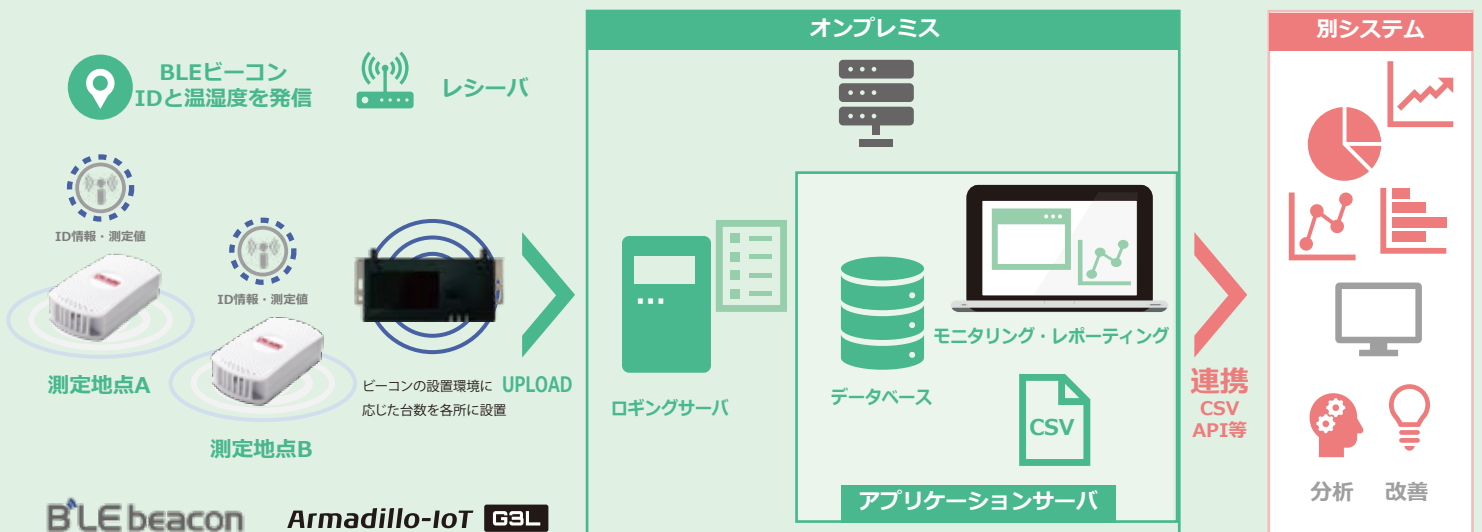 BLEビーコン
IDと温湿度を発信
レシーバ
ID情報・測定値
測定地点A
ID情報・測定値
測定地点B
ビーコンの設置環境に
応じた台数を各所に設置
UPLOAD
BLE beacon
Armadillo-IoT G3L
オンプレミス
ロギングサーバ
データベース
モニタリング・レポーティング
CSV
アプリケーションサーバ
連携
CSV
API等
別システム
分析
改善